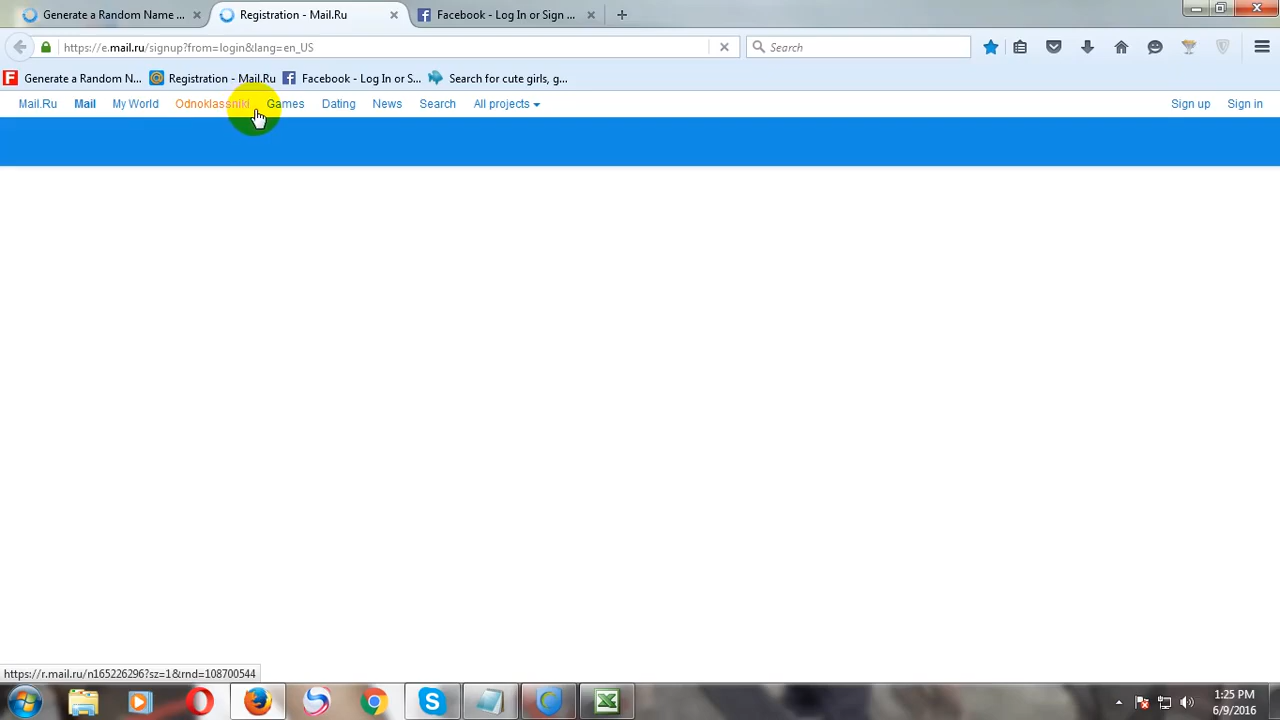 Generate a Random Name ...
Registration - Mail.Ru
Facebook - Log In or Sign ...
https://e.mail.ru/signup?from=login&lang=en_US
Search
Generate a Random N...
Registration - Mail.Ru
Facebook - Log In or S...
Search for cute girls, g...
Mail.Ru
Mail
My World
Odnoklassniki
Games
Dating
News
Search
All projects
Sign up
Sign in
https://r.mail.ru/n165226296?sz=1&rnd=108700544
1:25 PM
6/9/2016